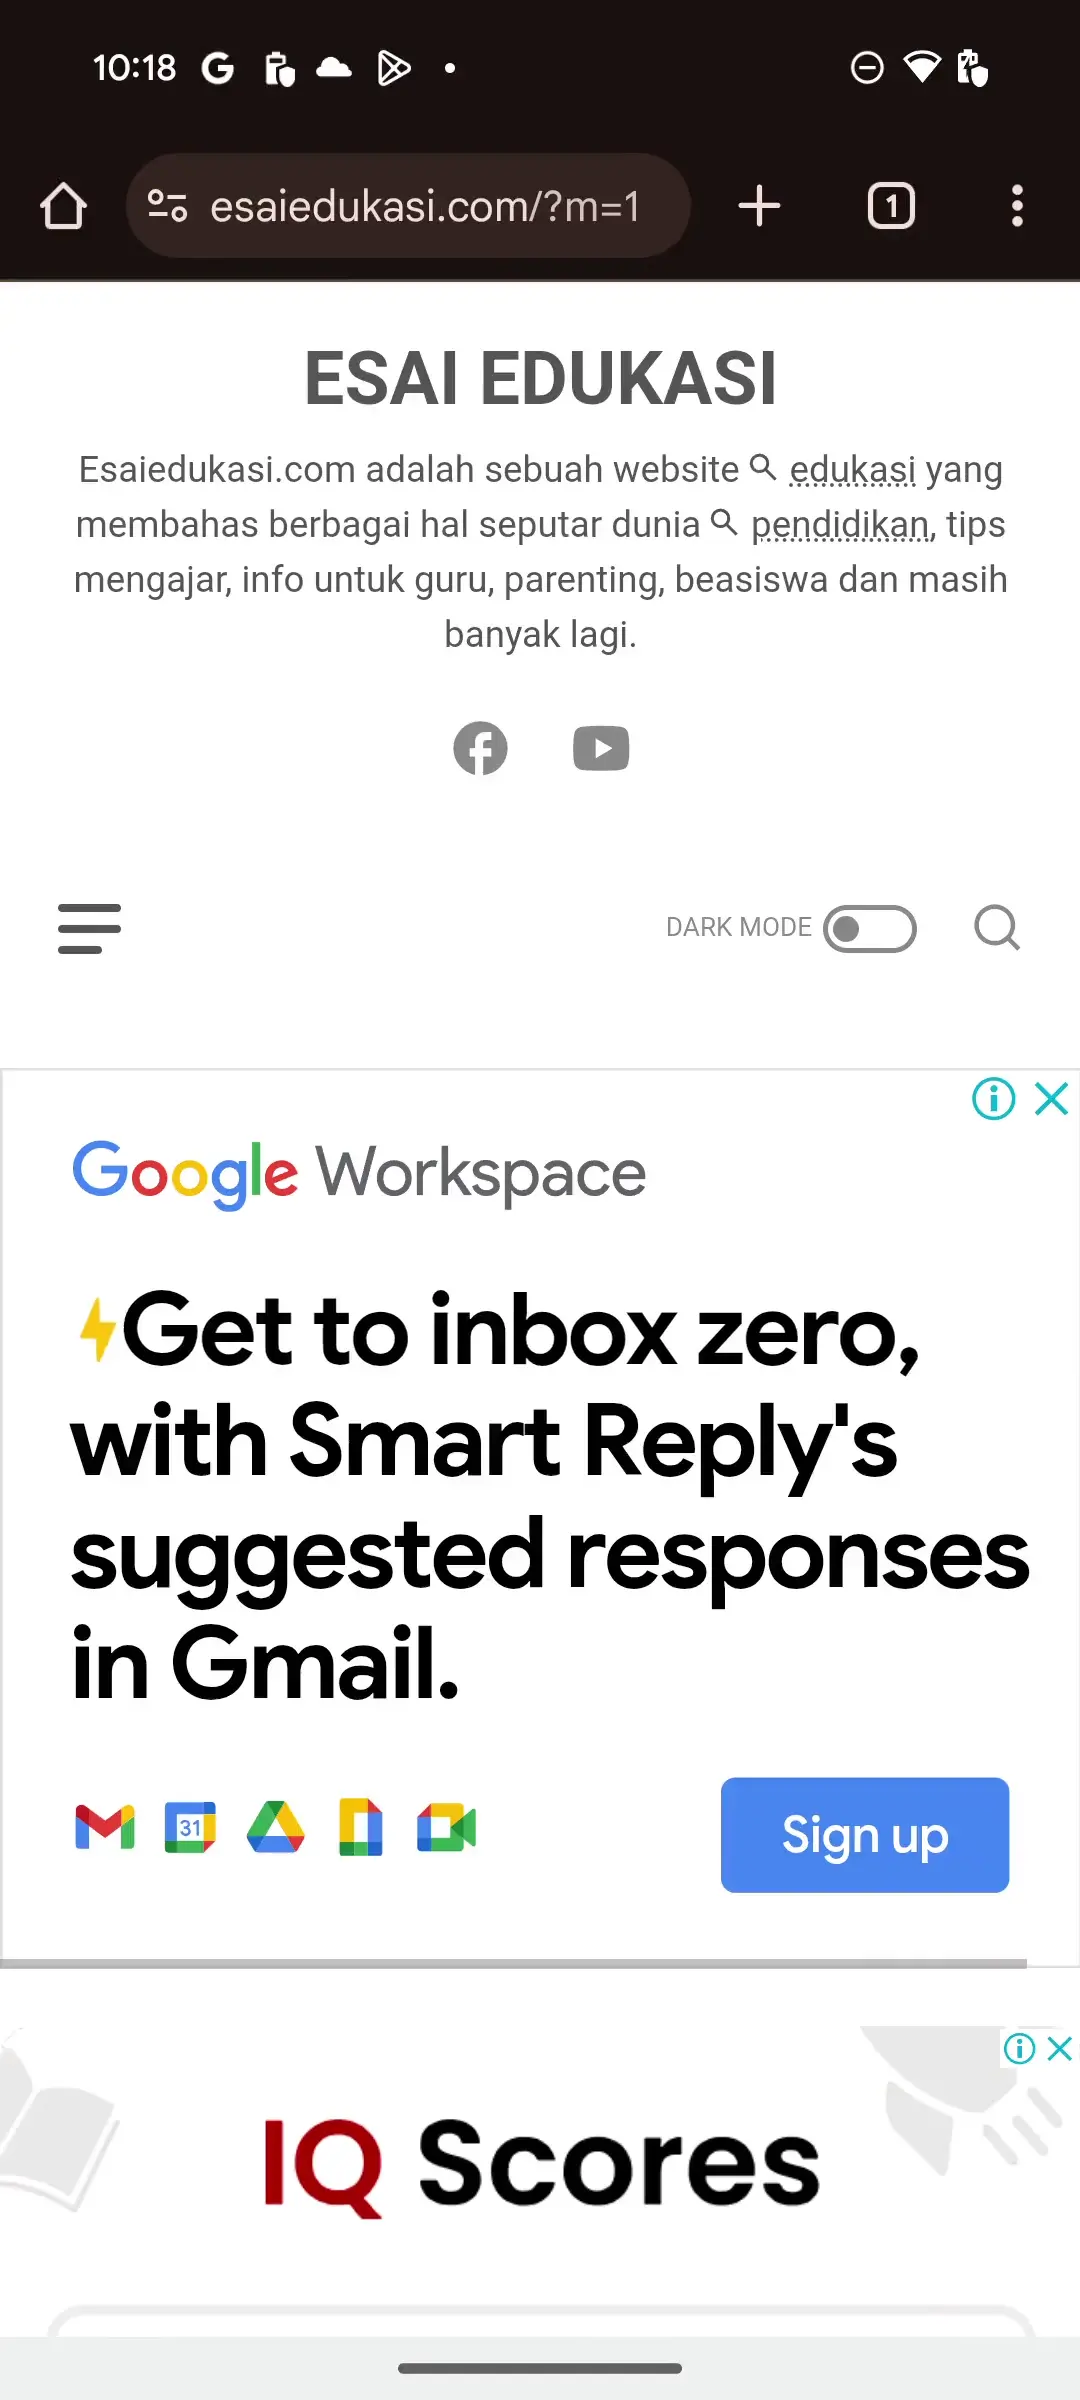 10:18
esaiedukasi.com/?m=1
1
ESAI EDUKASI
Esaiedukasi.com adalah sebuah website edukasi yang
membahas berbagai hal seputar dunia pendidikan, tips
mengajar, info untuk guru, parenting, beasiswa dan masih
banyak lagi.
DARK MODE
Google Workspace
Get to inbox zero,
with Smart Reply's
suggested responses
in Gmail.
31
Sign up
IQ Scores